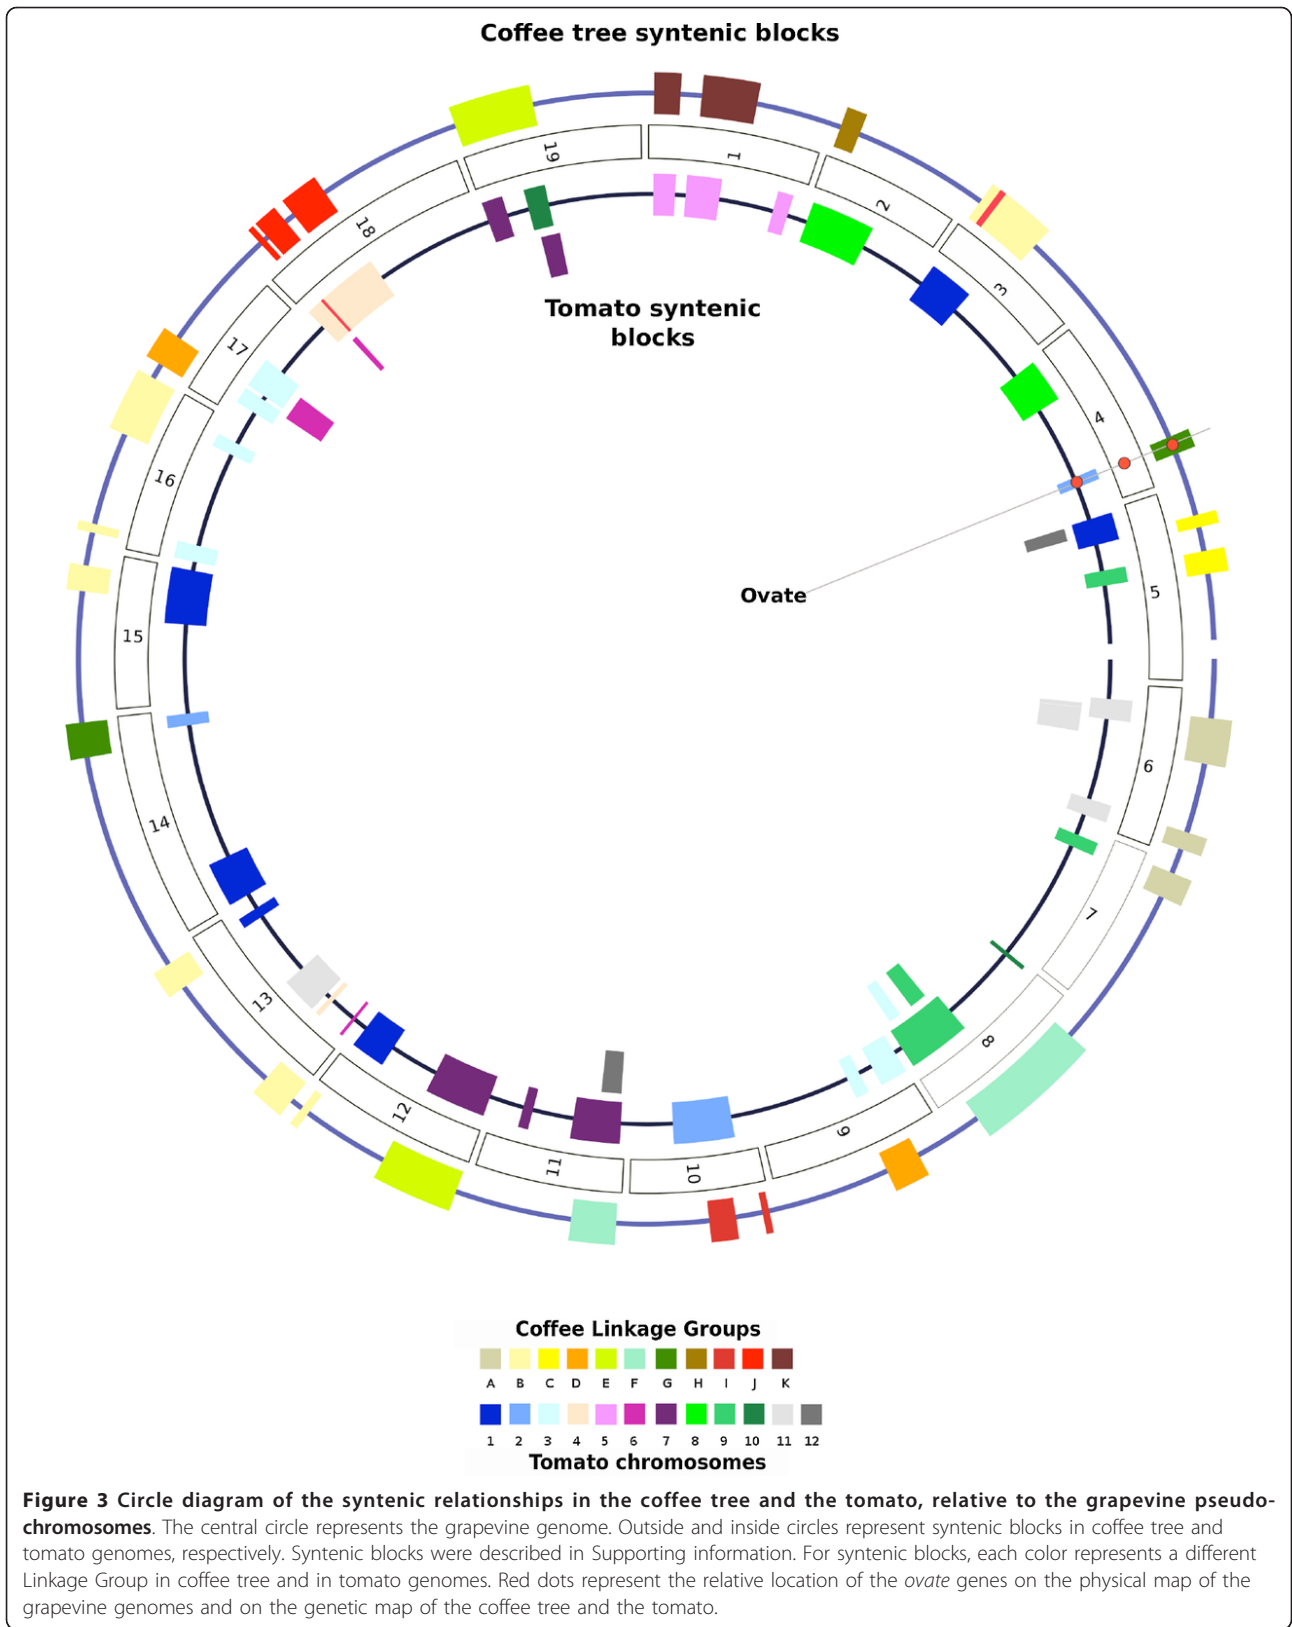 Coffee tree syntenic blocks
19
1
2
18
3
Tomato syntenic
blocks
17
4
16
5
Ovate
15
6
14
7
13
8
12
9
11
10
Coffee Linkage Groups
A B C D E F G H I J K
1 2 3 4 5 6 7 8 9 10 11 12
Tomato chromosomes
Figure 3 Circle diagram of the syntenic relationships in the coffee tree and the tomato, relative to the grapevine pseudo-
chromosomes. The central circle represents the grapevine genome. Outside and inside circles represent syntenic blocks in coffee tree and
tomato genomes, respectively. Syntenic blocks were described in Supporting information. For syntenic blocks, each color represents a different
Linkage Group in coffee tree and in tomato genomes. Red dots represent the relative location of the ovate genes on the physical map of the
grapevine genomes and on the genetic map of the coffee tree and the tomato.